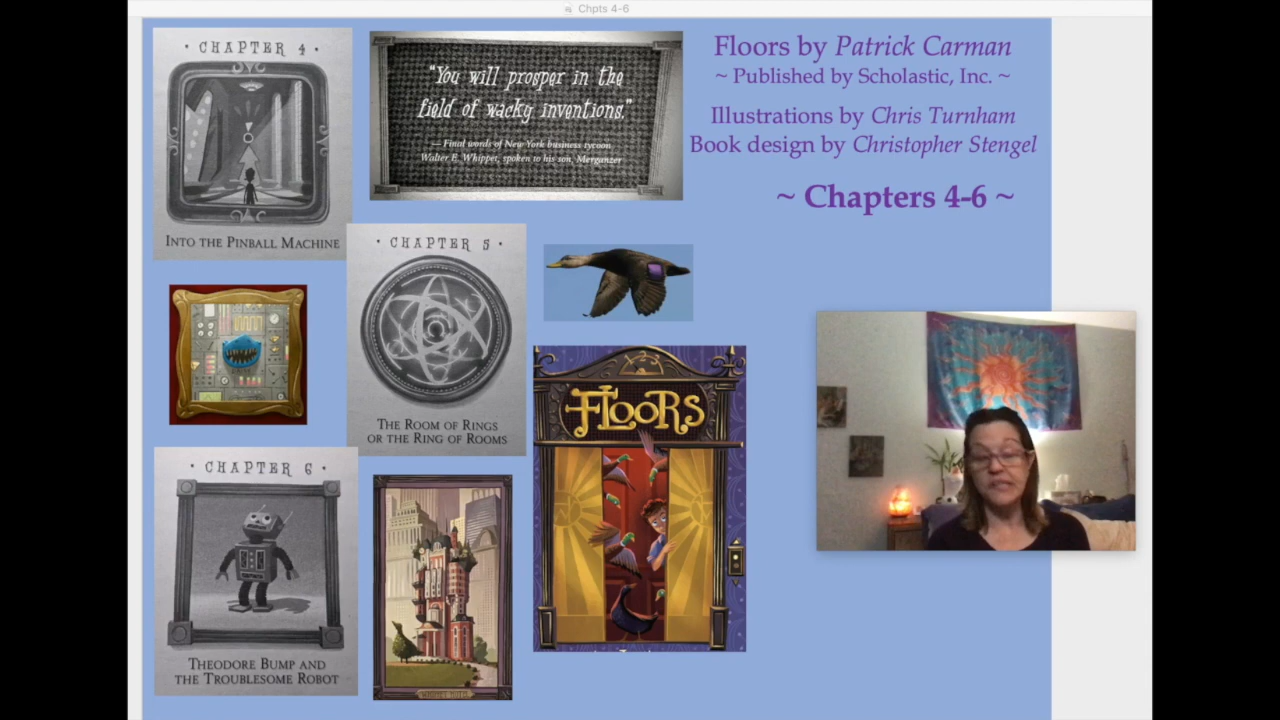 Chpts 4-6
· CHAPTER 4 ·
INTO THE PINBALL MACHINE
"You will prosper in the
field of wacky inventions."
— Final words of New York business tycoon
Walter E. Whippet, spoken to his son, Merganzer
Floors by Patrick Carman
~ Published by Scholastic, Inc. ~
Illustrations by Chris Turnham
Book design by Christopher Stengel
~ Chapters 4-6 ~
· CHAPTER 5 ·
THE ROOM OF RINGS
OR THE RING OF ROOMS
FLOORS
· CHAPTER 6 ·
THEODORE BUMP AND
THE TROUBLESOME ROBOT